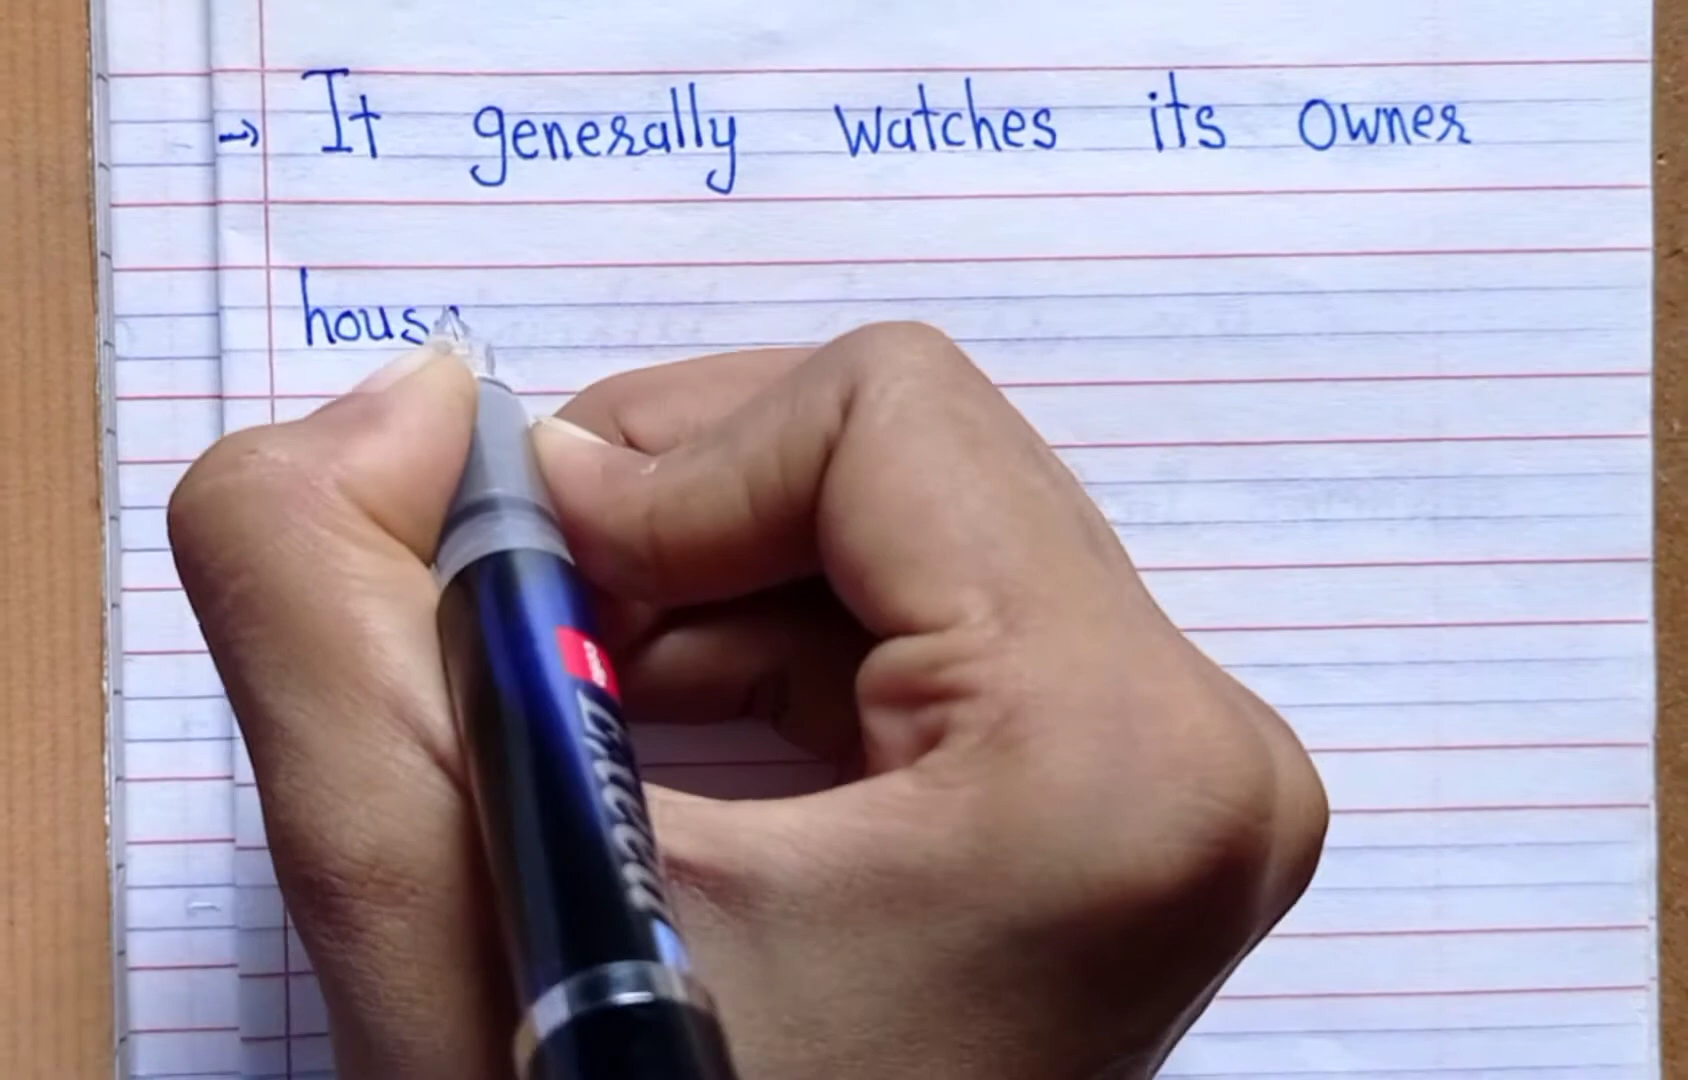 → It generally watches its owner
hous